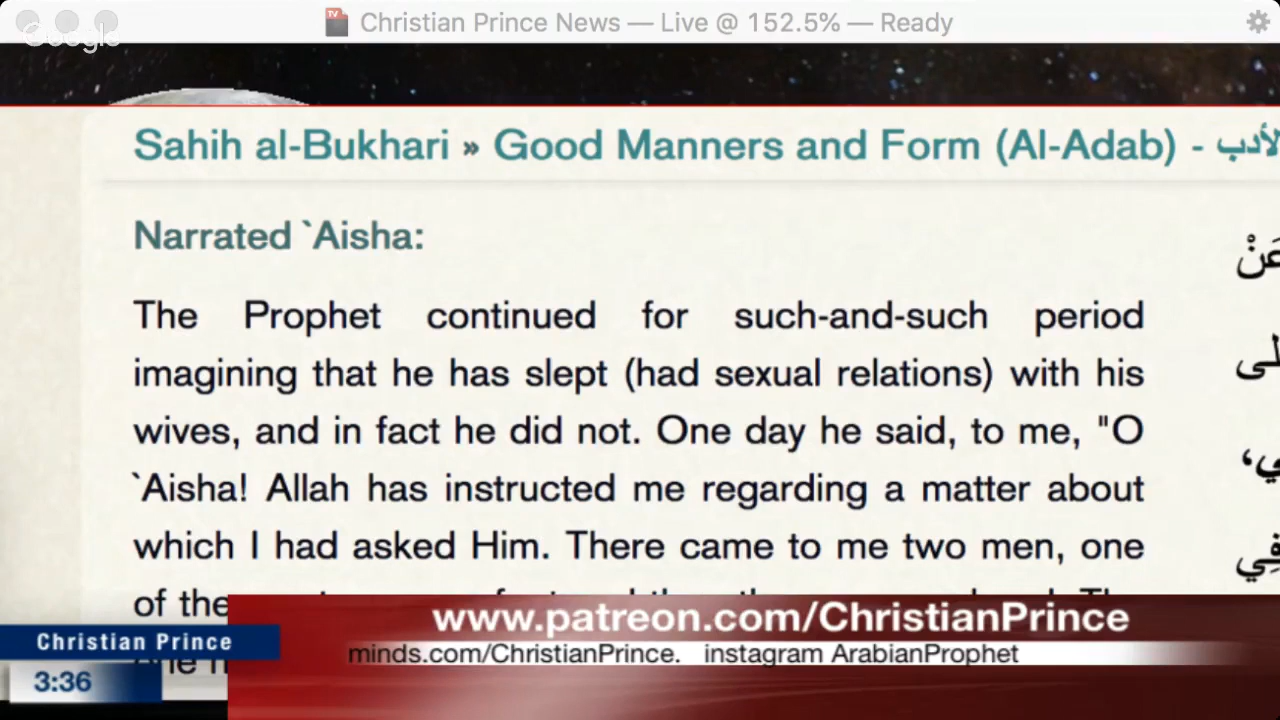 Christian Prince News — Live @ 152.5% — Ready
Google
Sahih al-Bukhari » Good Manners and Form (Al-Adab) - لأدب
Narrated `Aisha:
عَنْ
The Prophet continued for such-and-such period
imagining that he has slept (had sexual relations) with his
wives, and in fact he did not. One day he said, to me, "O
`Aisha! Allah has instructed me regarding a matter about
which I had asked Him. There came to me two men, one
of the
www.patreon.com/ChristianPrince
Christian Prince
minds.com/ChristianPrince. instagram ArabianProphet
3:36